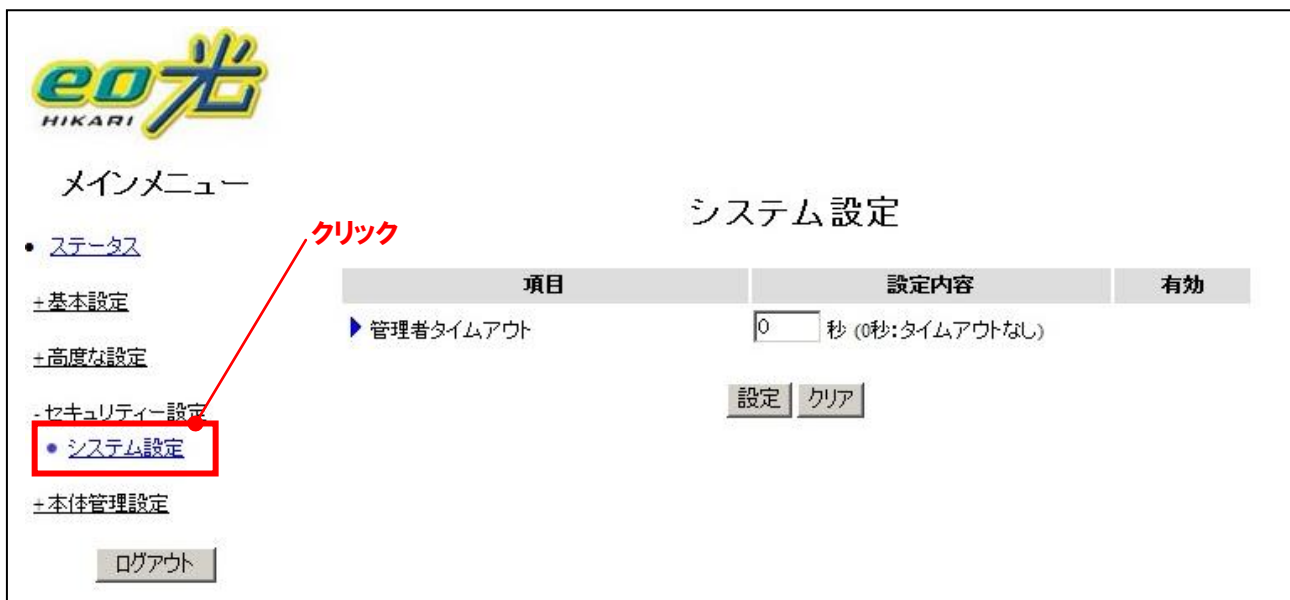 eo光
HIKARI
メインメニュー
• ステータス
+基本設定
+高度な設定
-セキュリティー設定
• システム設定
+本体管理設定
ログアウト
クリック
システム設定
項目 設定内容 有効
管理者タイムアウト 0 秒 (0秒:タイムアウトなし)
設定 クリア